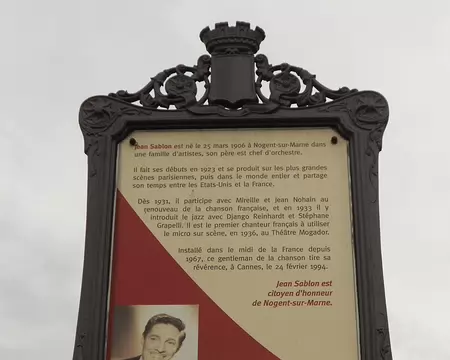 Jean Sablon est né le 25 mars 1906 à Nogent-sur-Marne dans
une famille d'artistes, son père est chef d'orchestre.
Il fait ses débuts en 1923 et se produit sur les plus grandes
scènes parisiennes, puis dans le monde entier et partage
son temps entre les Etats-Unis et la France.
Dès 1931, il participe avec Mireille et Jean Nohain au
renouveau de la chanson française, et en 1933 il y
introduit le jazz avec Django Reinhardt et Stéphane
Grapelli. Il est le premier chanteur français à utiliser
le micro sur scène, en 1936, au Théâtre Mogador.
Installé dans le midi de la France depuis
1967, ce gentleman de la chanson tire sa
révérence, à Cannes, le 24 février 1994.
Jean Sablon est
citoyen d'honneur
de Nogent-sur-Marne.